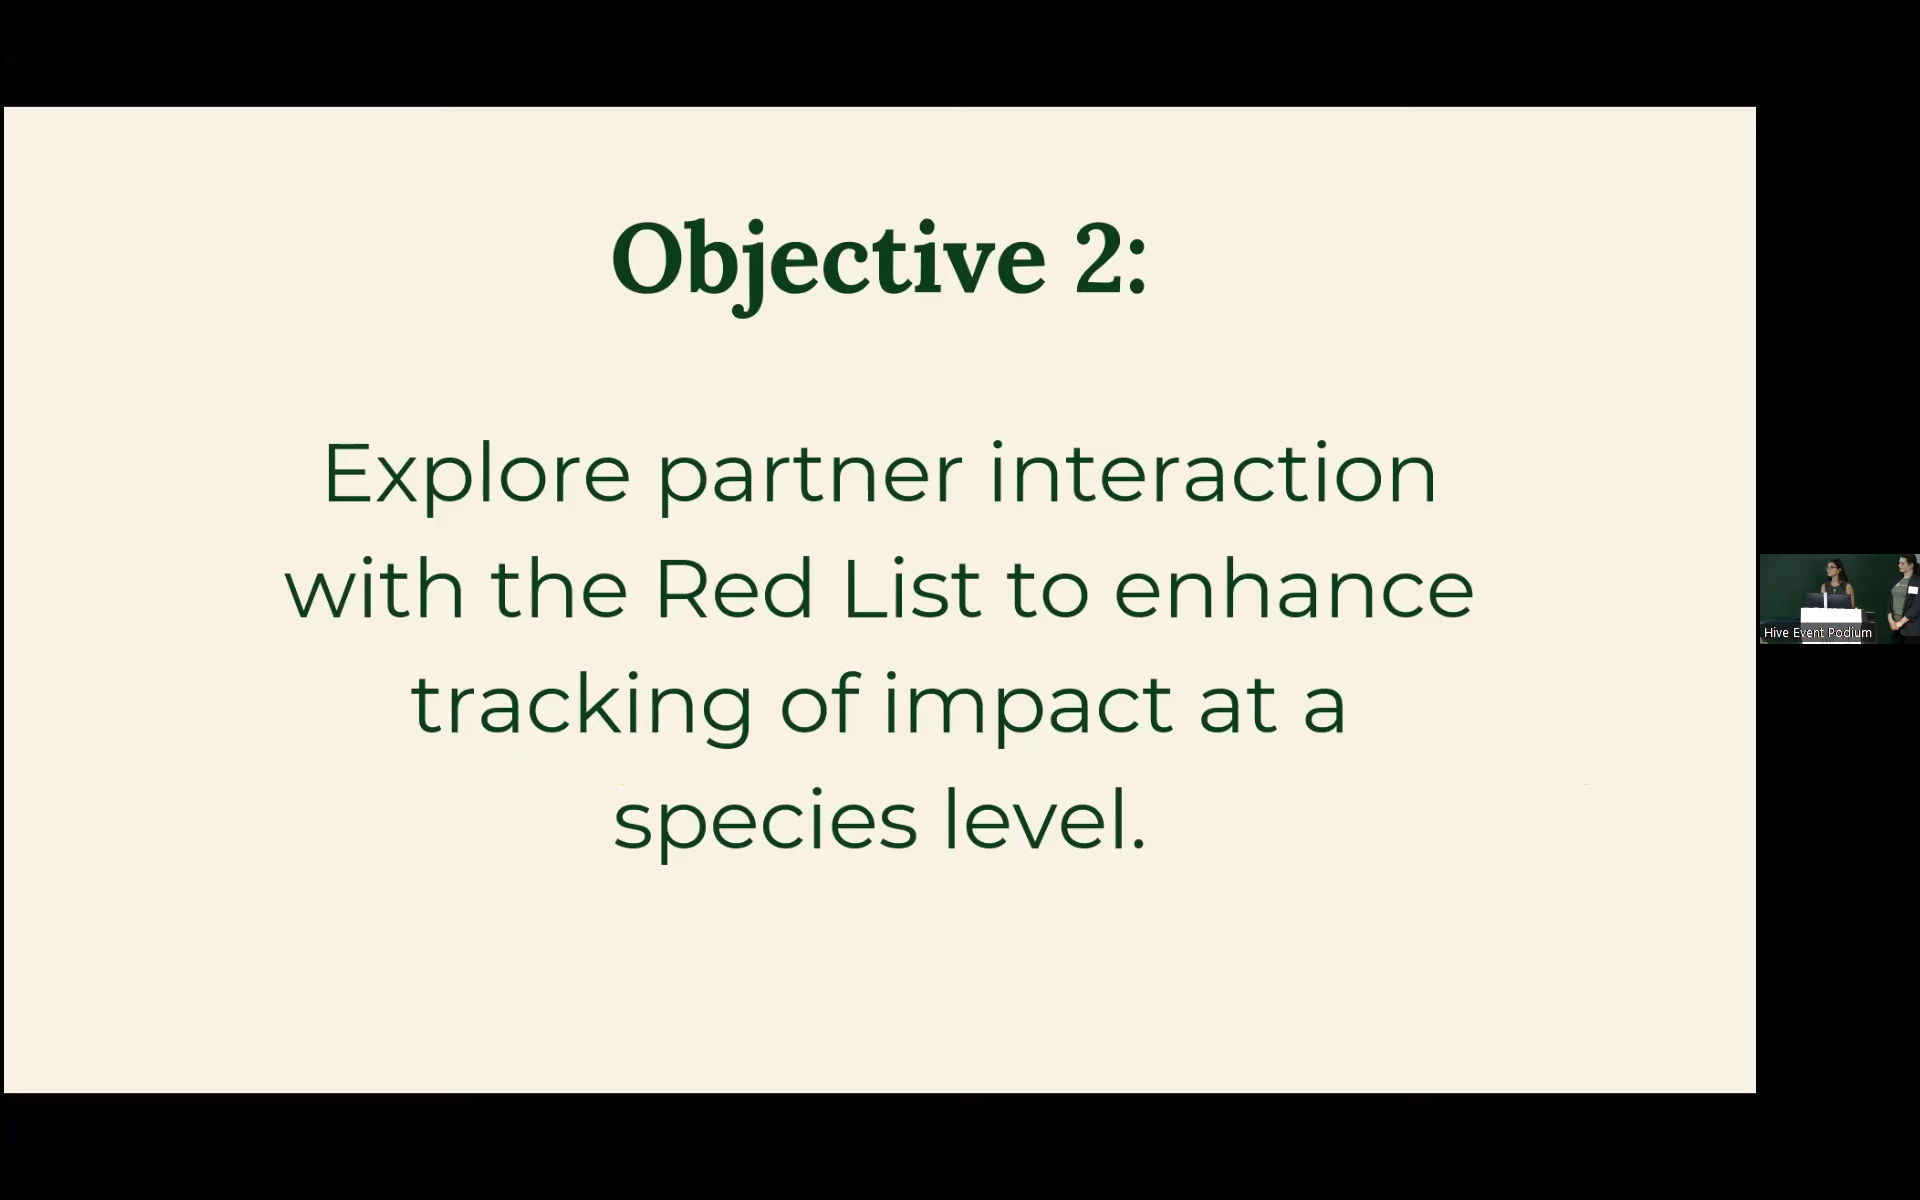 Objective 2:
Explore partner interaction
with the Red List to enhance
tracking of impact at a
species level.
Hive Event Podium